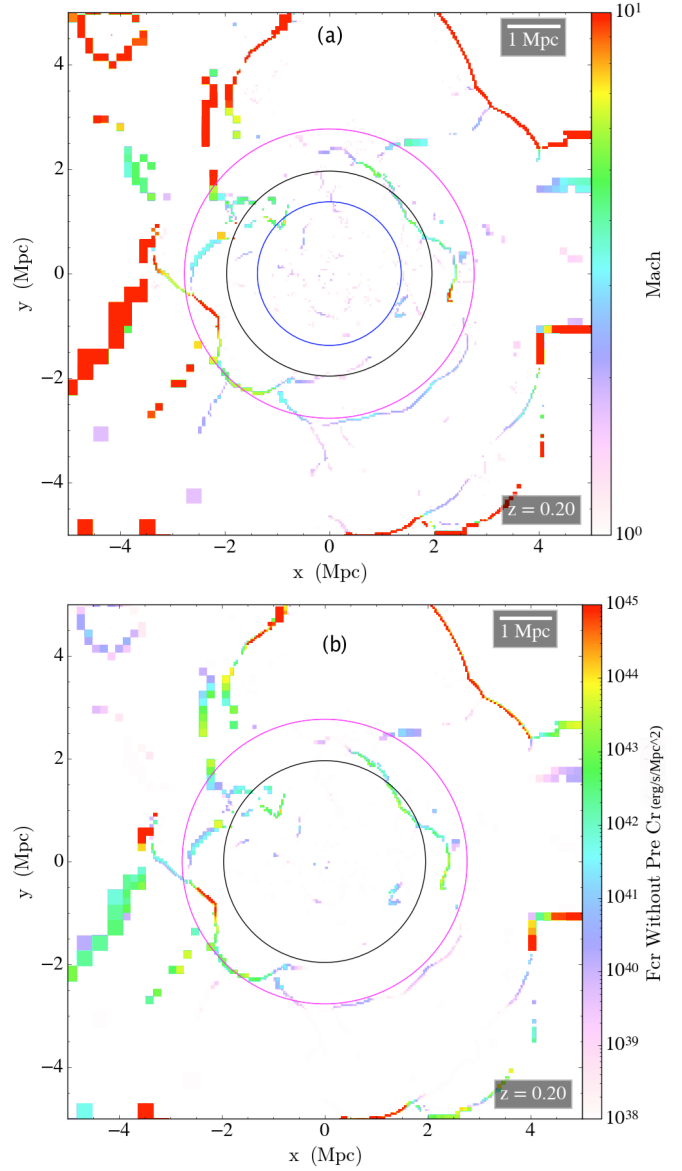 10¹
(a)
1 Mpc
4
2
0
−2
−4
y (Mpc)
Mach
z = 0.20
10⁰
−4 −2 0 2 4
x (Mpc)
10⁴⁵
(b)
1 Mpc
4
10⁴⁴
2
10⁴³
10⁴²
0
y (Mpc)
Fcr Without Pre Cr (erg/s/Mpc^2)
10⁴¹
−2
10⁴⁰
−4
10³⁹
z = 0.20
10³⁸
−4 −2 0 2 4
x (Mpc)